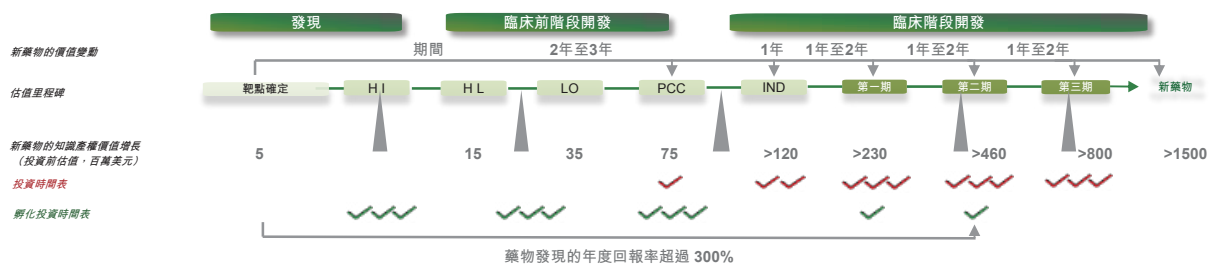 發現 臨床前階段開發 臨床階段開發
新藥物的價值變動 期間 2年至3年 1年 1年至2年 1年至2年 1年至2年
估值里程碑 靶點確定 H I H L LO PCC IND 第一期 第二期 第三期 新藥物
新藥物的知識產權價值增長
（投資前估值，百萬美元） 5 15 35 75 >120 >230 >460 >800 >1500
投資時間表
孵化投資時間表
藥物發現的年度回報率超過 300%